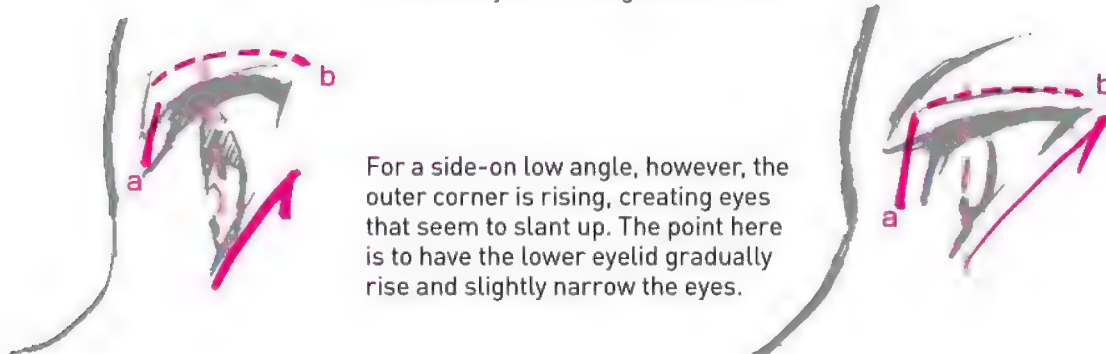 b
a
For a side-on low angle, however, the
outer corner is rising, creating eyes
that seem to slant up. The point here
is to have the lower eyelid gradually
rise and slightly narrow the eyes.
b
a